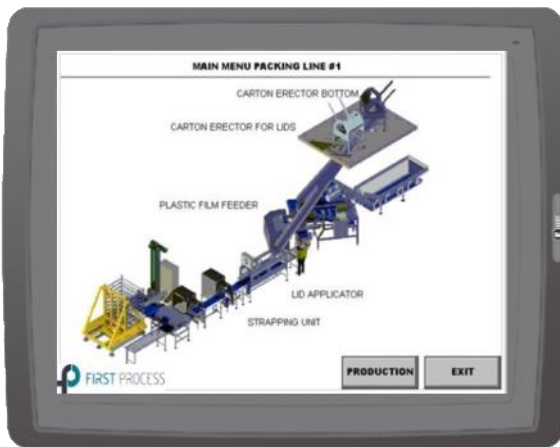 MAIN MENU PACKING LINE #1
CARTON ERECTOR BOTTOM
CARTON ERECTOR FOR LIDS
PLASTIC FILM FEEDER
LID APPLICATOR
STRAPPING UNIT
FIRST PROCESS
PRODUCTION
EXIT